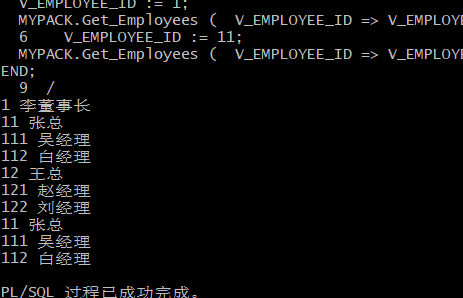 V_EMPLOYEE_ID := 1;
MYPACK.Get_Employees (  V_EMPLOYEE_ID => V_EMPLOYE
6    V_EMPLOYEE_ID := 11;
MYPACK.Get_Employees (  V_EMPLOYEE_ID => V_EMPLOYE
END;
9  /
1 李董事长
11 张总
111 吴经理
112 白经理
12 王总
121 赵经理
122 刘经理
11 张总
111 吴经理
112 白经理
PL/SQL 过程已成功完成。